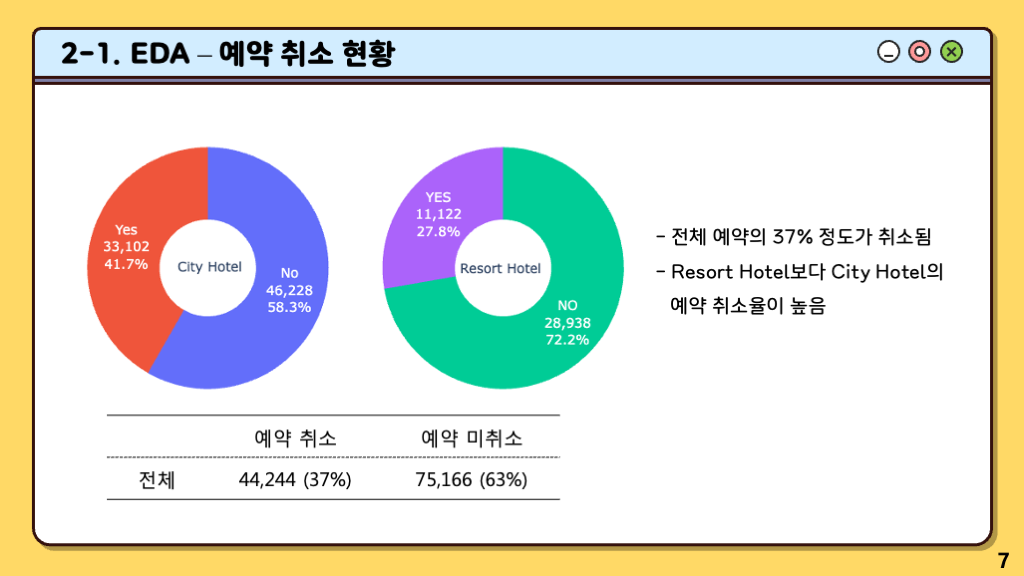 2-1. EDA – 예약 취소 현황
Yes
33,102
41.7%
City Hotel
No
46,228
58.3%
YES
11,122
27.8%
Resort Hotel
NO
28,938
72.2%
- 전체 예약의 37% 정도가 취소됨
- Resort Hotel보다 City Hotel의
예약 취소율이 높음
예약 취소 예약 미취소
전체 44,244 (37%) 75,166 (63%)
7